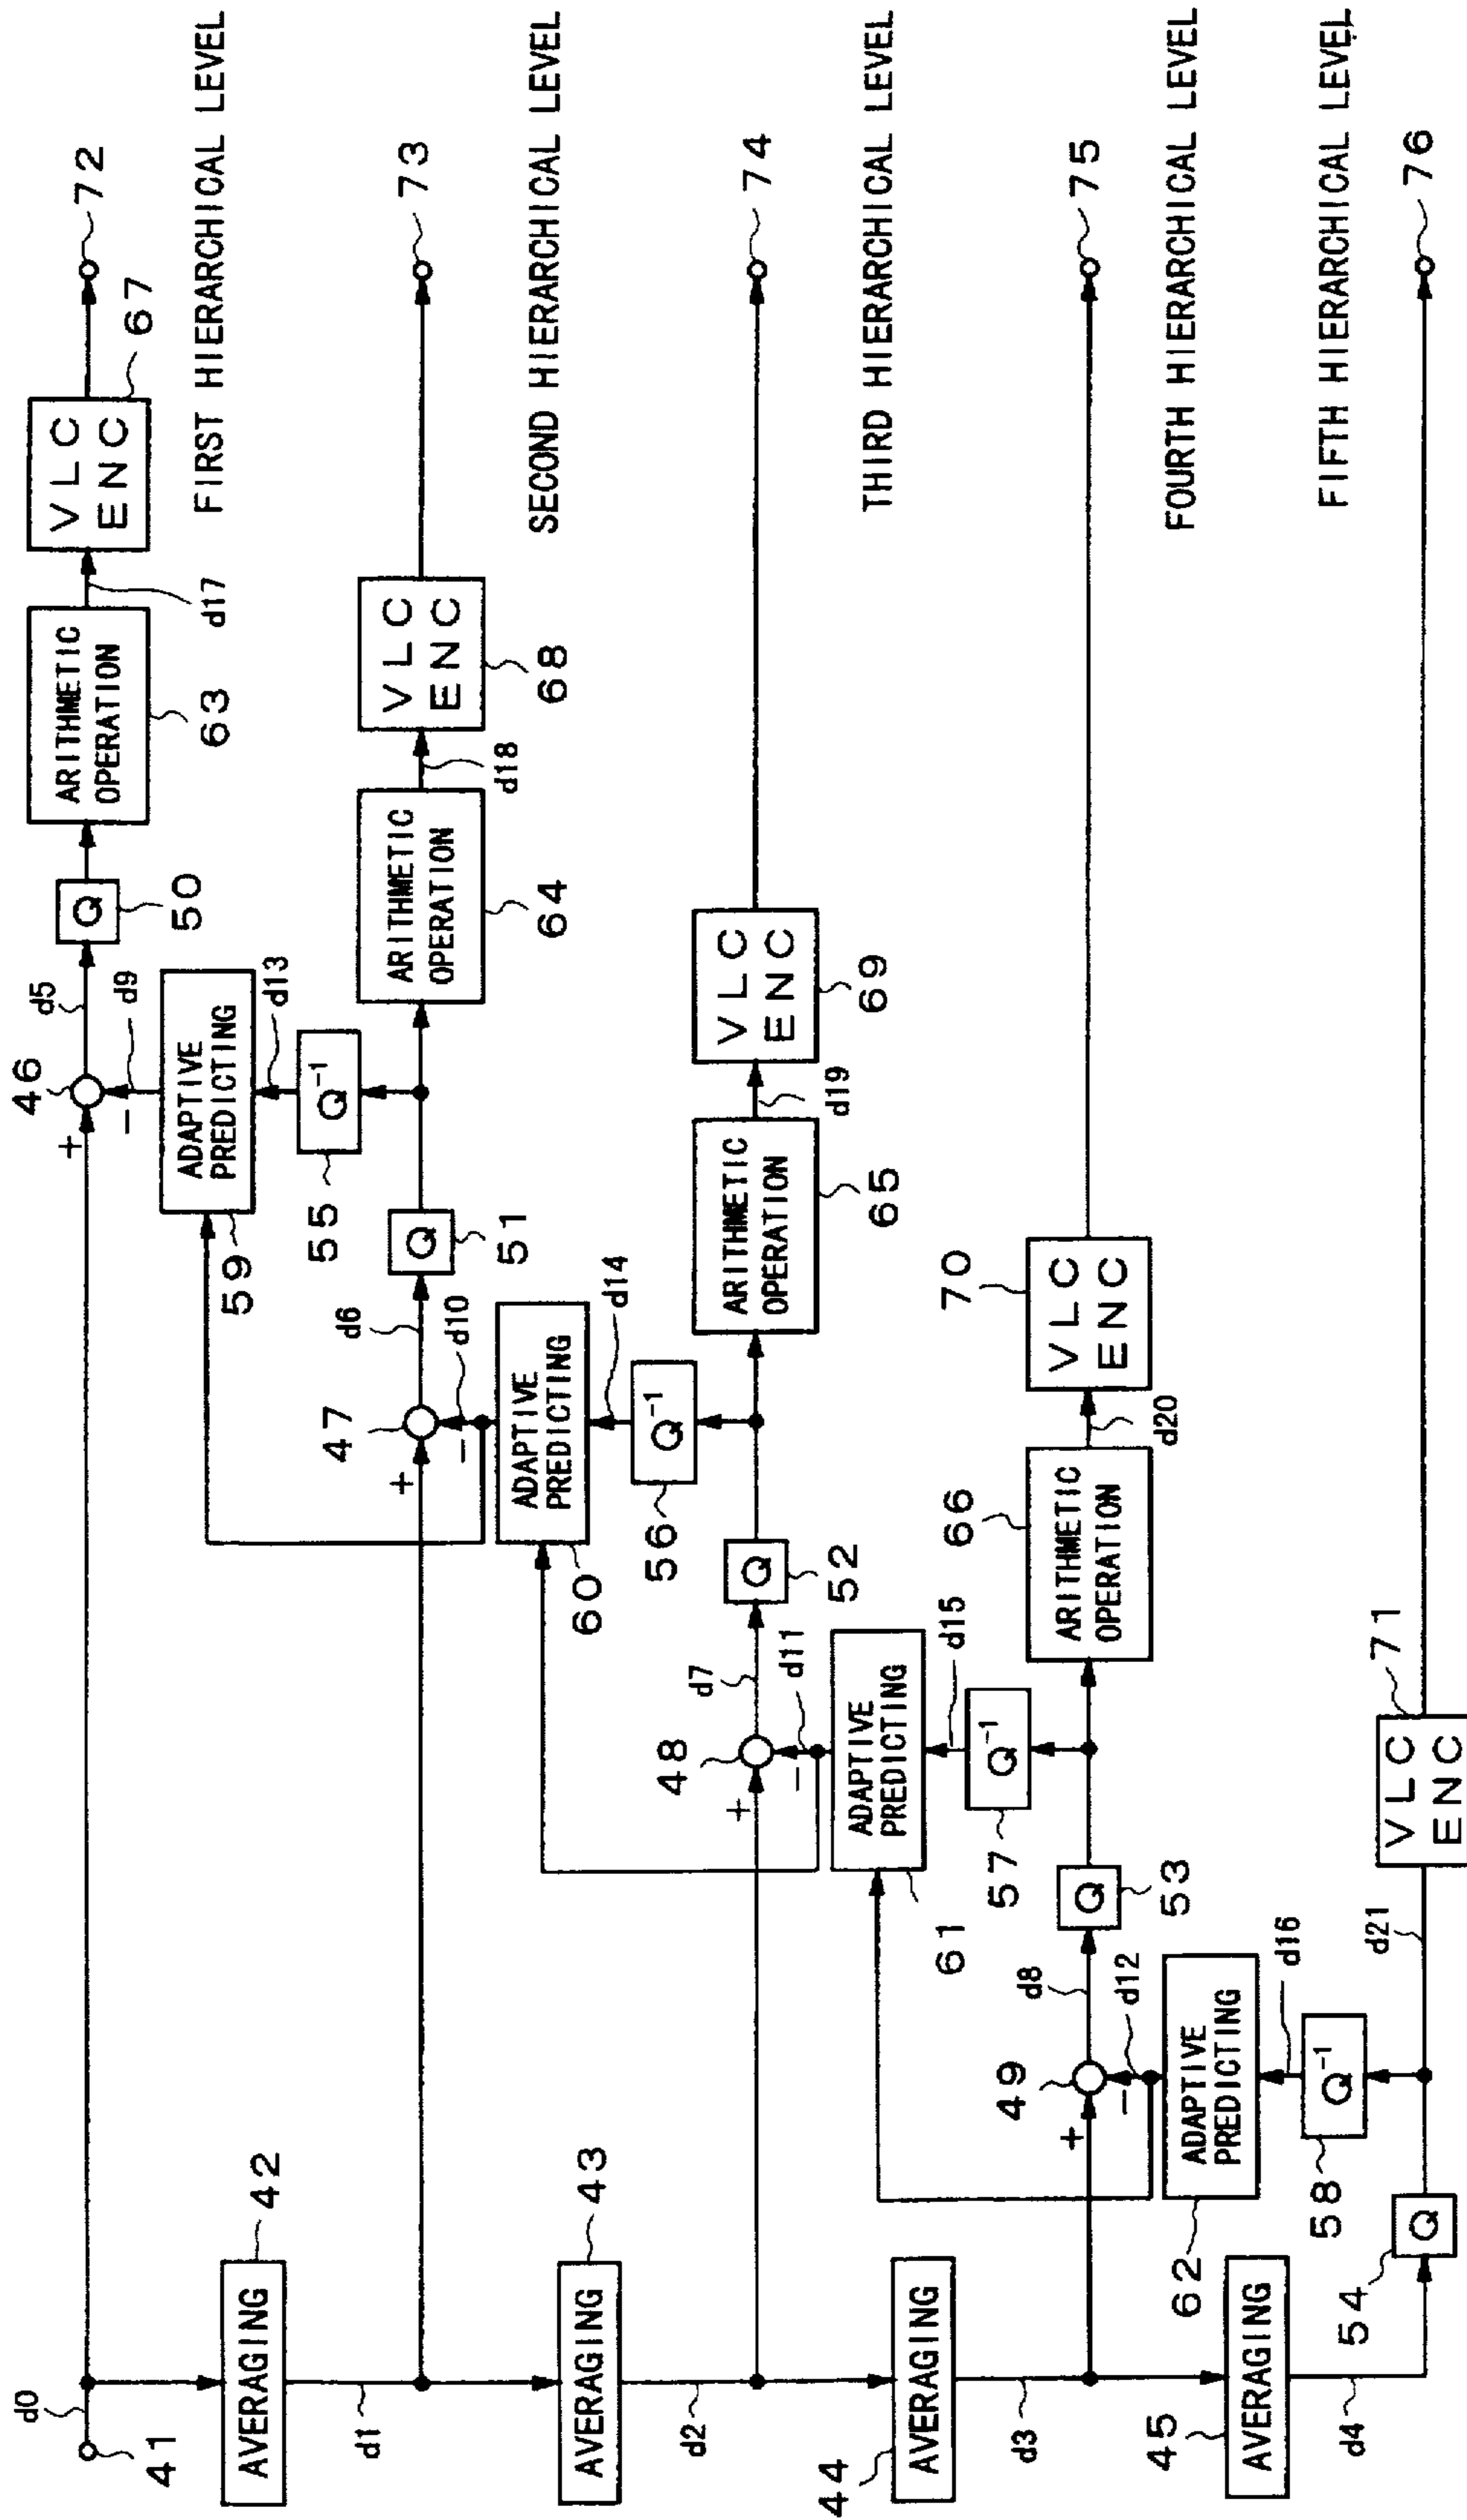 d0
41
AVERAGING
42
d1
AVERAGING
43
d2
AVERAGING
44
d3
AVERAGING
45
d4
+
46
−
d5
d9
Q
50
ARITHMETIC
OPERATION
63
d17
VLC
ENC
67
72
FIRST HIERARCHICAL LEVEL
ADAPTIVE
PREDICTING
59
d13
Q⁻¹
55
+
47
−
d6
d10
Q
51
ARITHMETIC
OPERATION
64
d18
VLC
ENC
68
73
SECOND HIERARCHICAL LEVEL
ADAPTIVE
PREDICTING
60
d14
Q⁻¹
56
+
48
−
d7
d11
Q
52
ARITHMETIC
OPERATION
65
d19
VLC
ENC
69
74
THIRD HIERARCHICAL LEVEL
ADAPTIVE
PREDICTING
61
d15
Q⁻¹
57
+
49
−
d8
d12
Q
53
ARITHMETIC
OPERATION
66
d20
VLC
ENC
70
75
FOURTH HIERARCHICAL LEVEL
ADAPTIVE
PREDICTING
62
d16
Q⁻¹
58
Q
54
d21
VLC
ENC
71
76
FIFTH HIERARCHICAL LEVEL